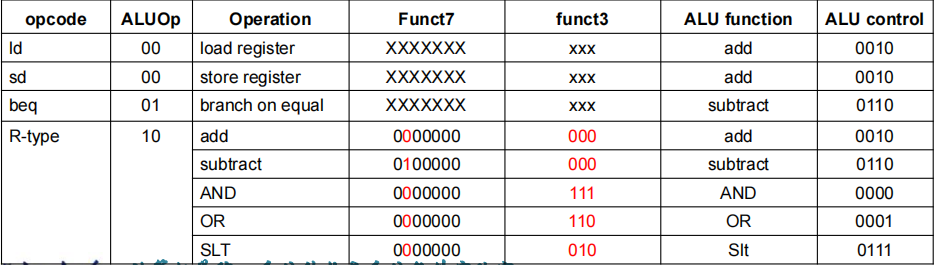 opcode ALUOp Operation Funct7 funct3 ALU function ALU control
ld 00 load register XXXXXXX xxx add 0010
sd 00 store register XXXXXXX xxx add 0010
beq 01 branch on equal XXXXXXX xxx subtract 0110
R-type 10 add 0000000 000 add 0010
subtract 0100000 000 subtract 0110
AND 0000000 111 AND 0000
OR 0000000 110 OR 0001
SLT 0000000 010 Slt 0111